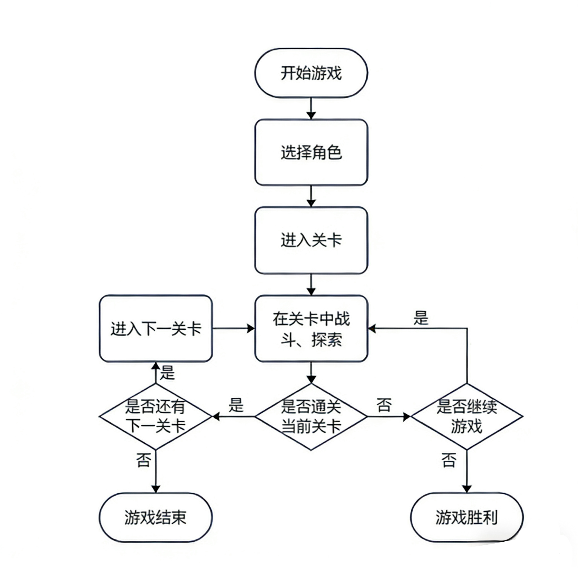 开始游戏
选择角色
进入关卡
进入下一关卡
在关卡中战
斗、探索
是
是
是否还有
下一关卡
是
是否通关
当前关卡
否
是否继续
游戏
否
否
游戏结束
游戏胜利